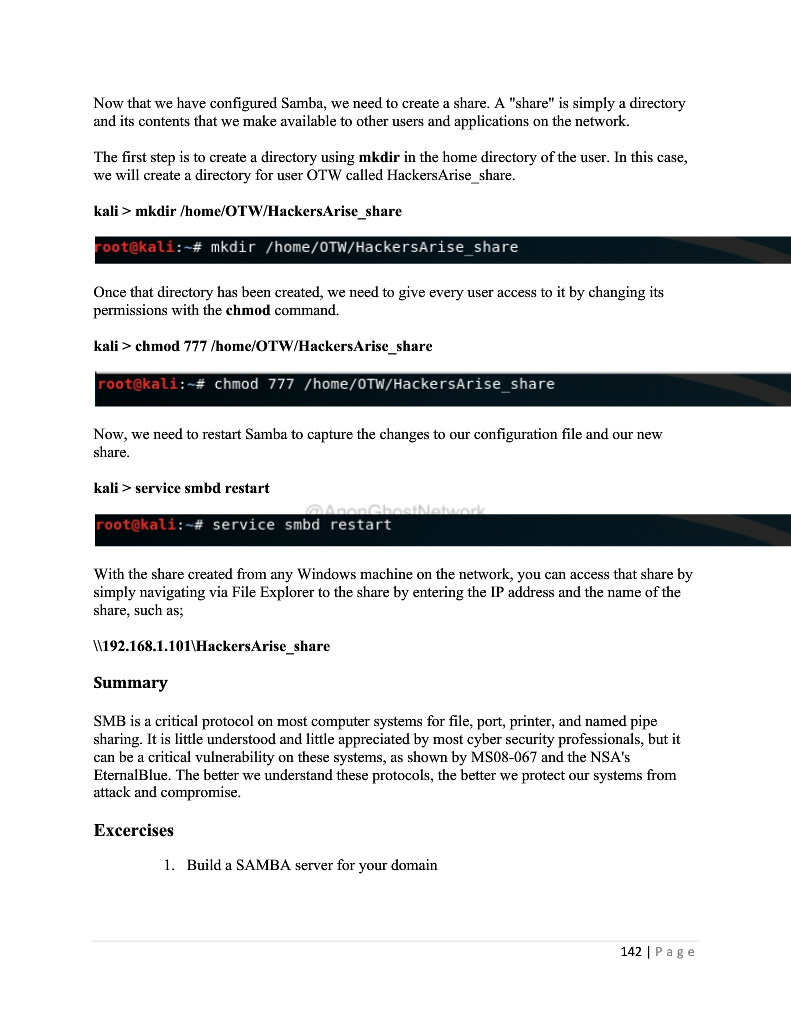 Now that we have configured Samba, we need to create a share. A "share" is simply a directory
and its contents that we make available to other users and applications on the network.
The first step is to create a directory using mkdir in the home directory of the user. In this case,
we will create a directory for user OTW called HackersArise_share.
kali > mkdir /home/OTW/HackersArise_share
root@kali:~# mkdir /home/OTW/HackersArise_share
Once that directory has been created, we need to give every user access to it by changing its
permissions with the chmod command.
kali > chmod 777 /home/OTW/HackersArise_share
root@kali:~# chmod 777 /home/OTW/HackersArise_share
Now, we need to restart Samba to capture the changes to our configuration file and our new
share.
kali > service smbd restart
@AnonGhostNetwork
root@kali:~# service smbd restart
With the share created from any Windows machine on the network, you can access that share by
simply navigating via File Explorer to the share by entering the IP address and the name of the
share, such as;
\\192.168.1.101\HackersArise_share
Summary
SMB is a critical protocol on most computer systems for file, port, printer, and named pipe
sharing. It is little understood and little appreciated by most cyber security professionals, but it
can be a critical vulnerability on these systems, as shown by MS08-067 and the NSA's
EternalBlue. The better we understand these protocols, the better we protect our systems from
attack and compromise.
Excercises
1. Build a SAMBA server for your domain
142 | Page